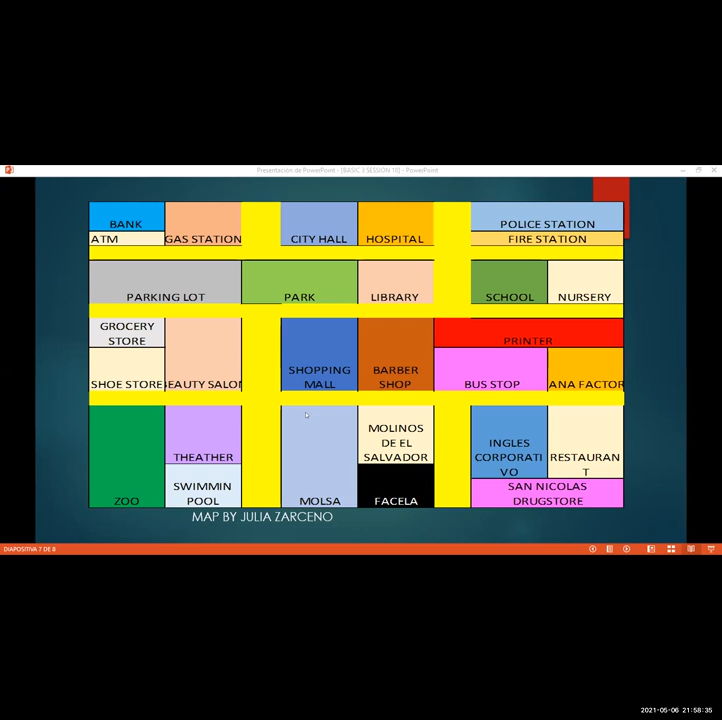 Presentación de PowerPoint - [BASIC 3 SESSION 18] - PowerPoint
BANK
ATM
GAS STATION
CITY HALL
HOSPITAL
POLICE STATION
FIRE STATION
PARKING LOT
PARK
LIBRARY
SCHOOL
NURSERY
GROCERY
STORE
SHOE STORE
BEAUTY SALON
SHOPPING
MALL
BARBER
SHOP
PRINTER
BUS STOP
ANA FACTOR
ZOO
THEATHER
SWIMMIN
POOL
MOLSA
MOLINOS
DE EL
SALVADOR
FACELA
INGLES
CORPORATI
VO
RESTAURAN
T
SAN NICOLAS
DRUGSTORE
MAP BY JULIA ZARCENO
DIAPOSITIVA 7 DE 8
2021-05-06 21:58:35